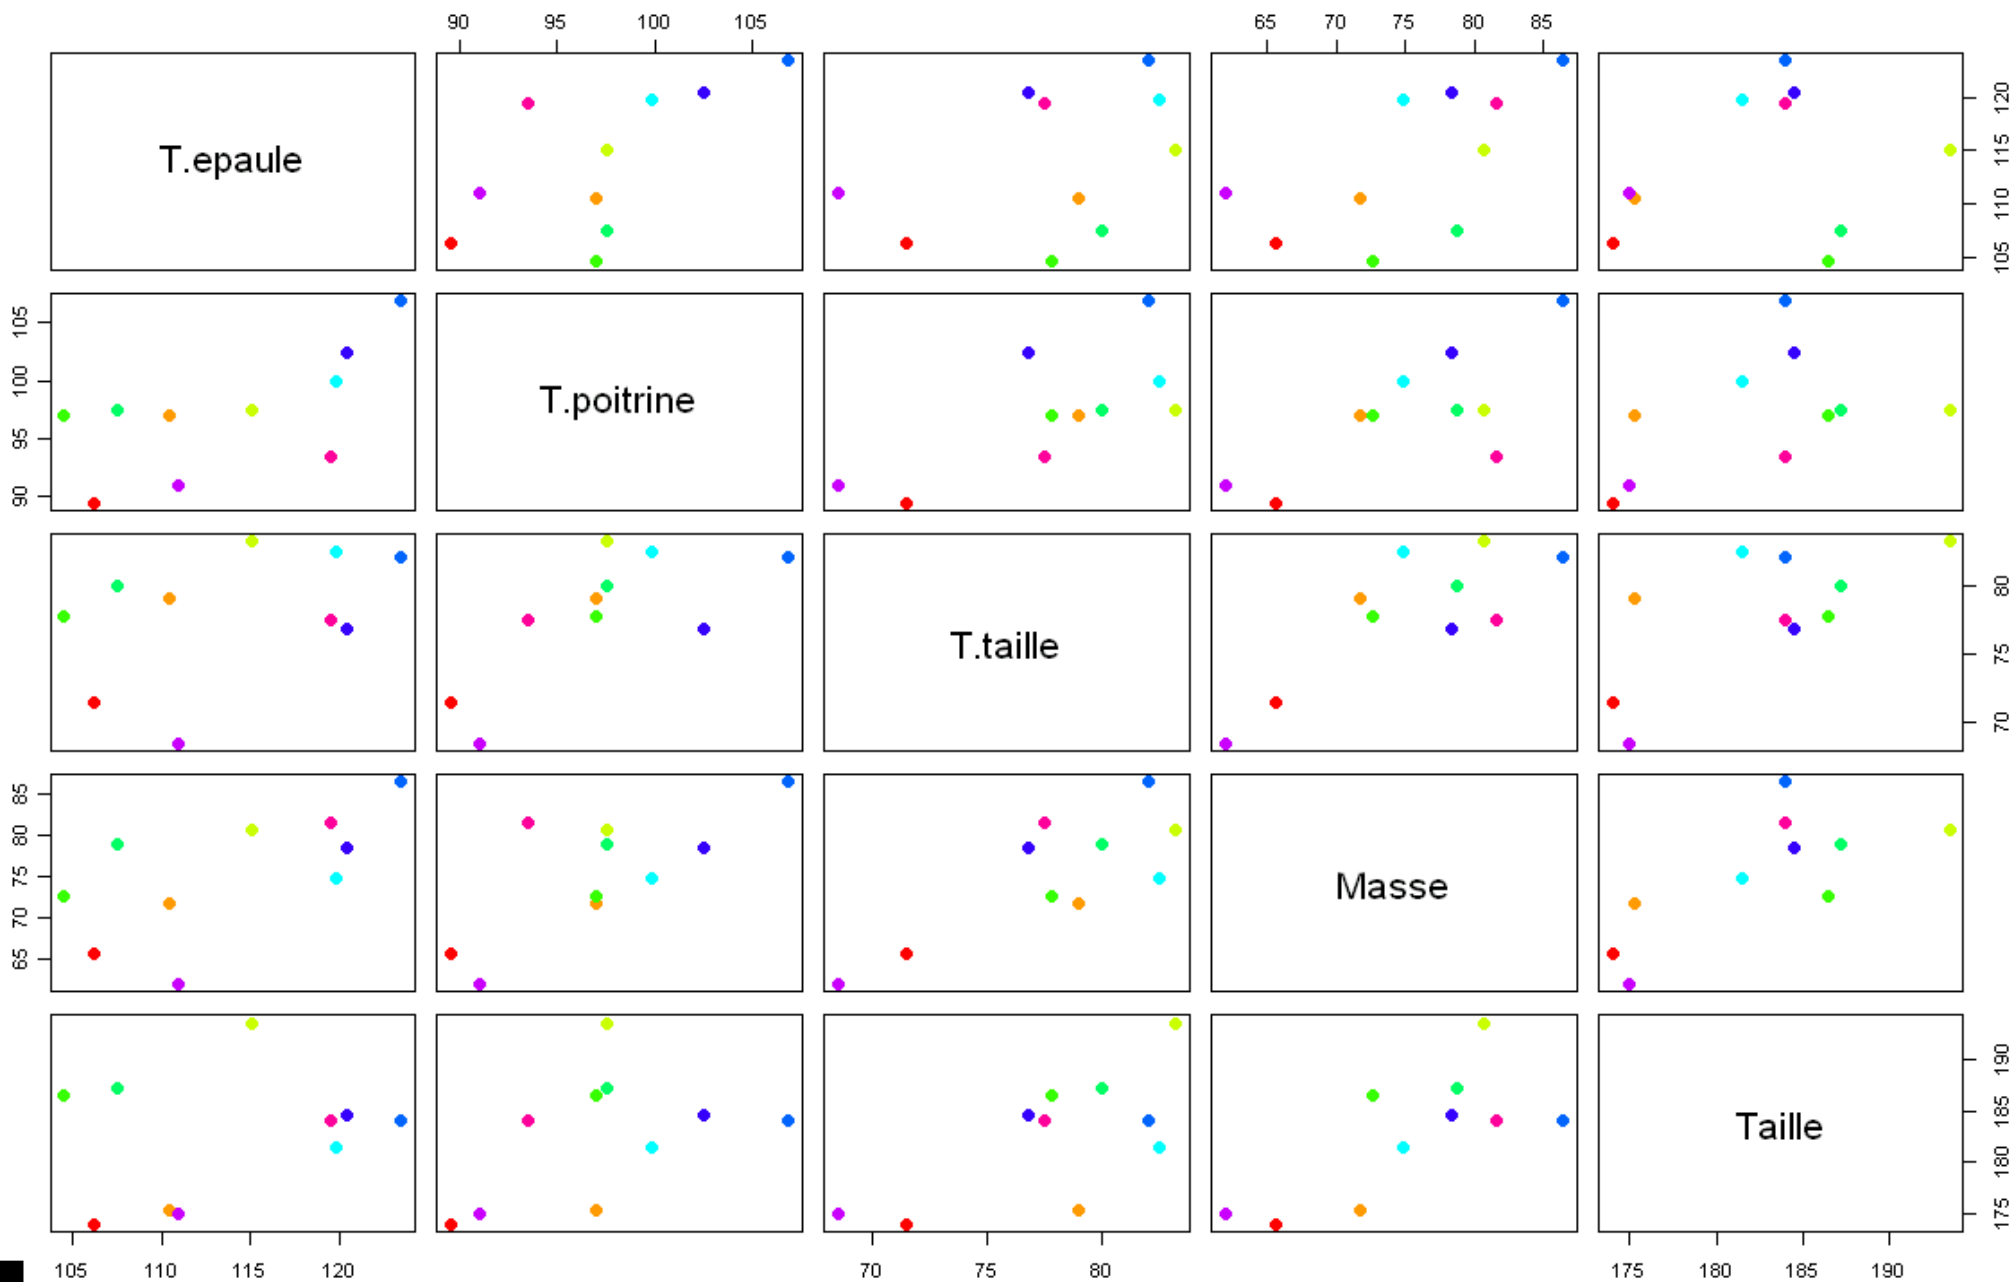 90 95 100 105 65 70 75 80 85
T.epaule
105 110 115 120
90 95 100 105
T.poitrine
T.taille
70 75 80
65 70 75 80 85
Masse
Taille
175 180 185 190
105 110 115 120 70 75 80 175 180 185 190